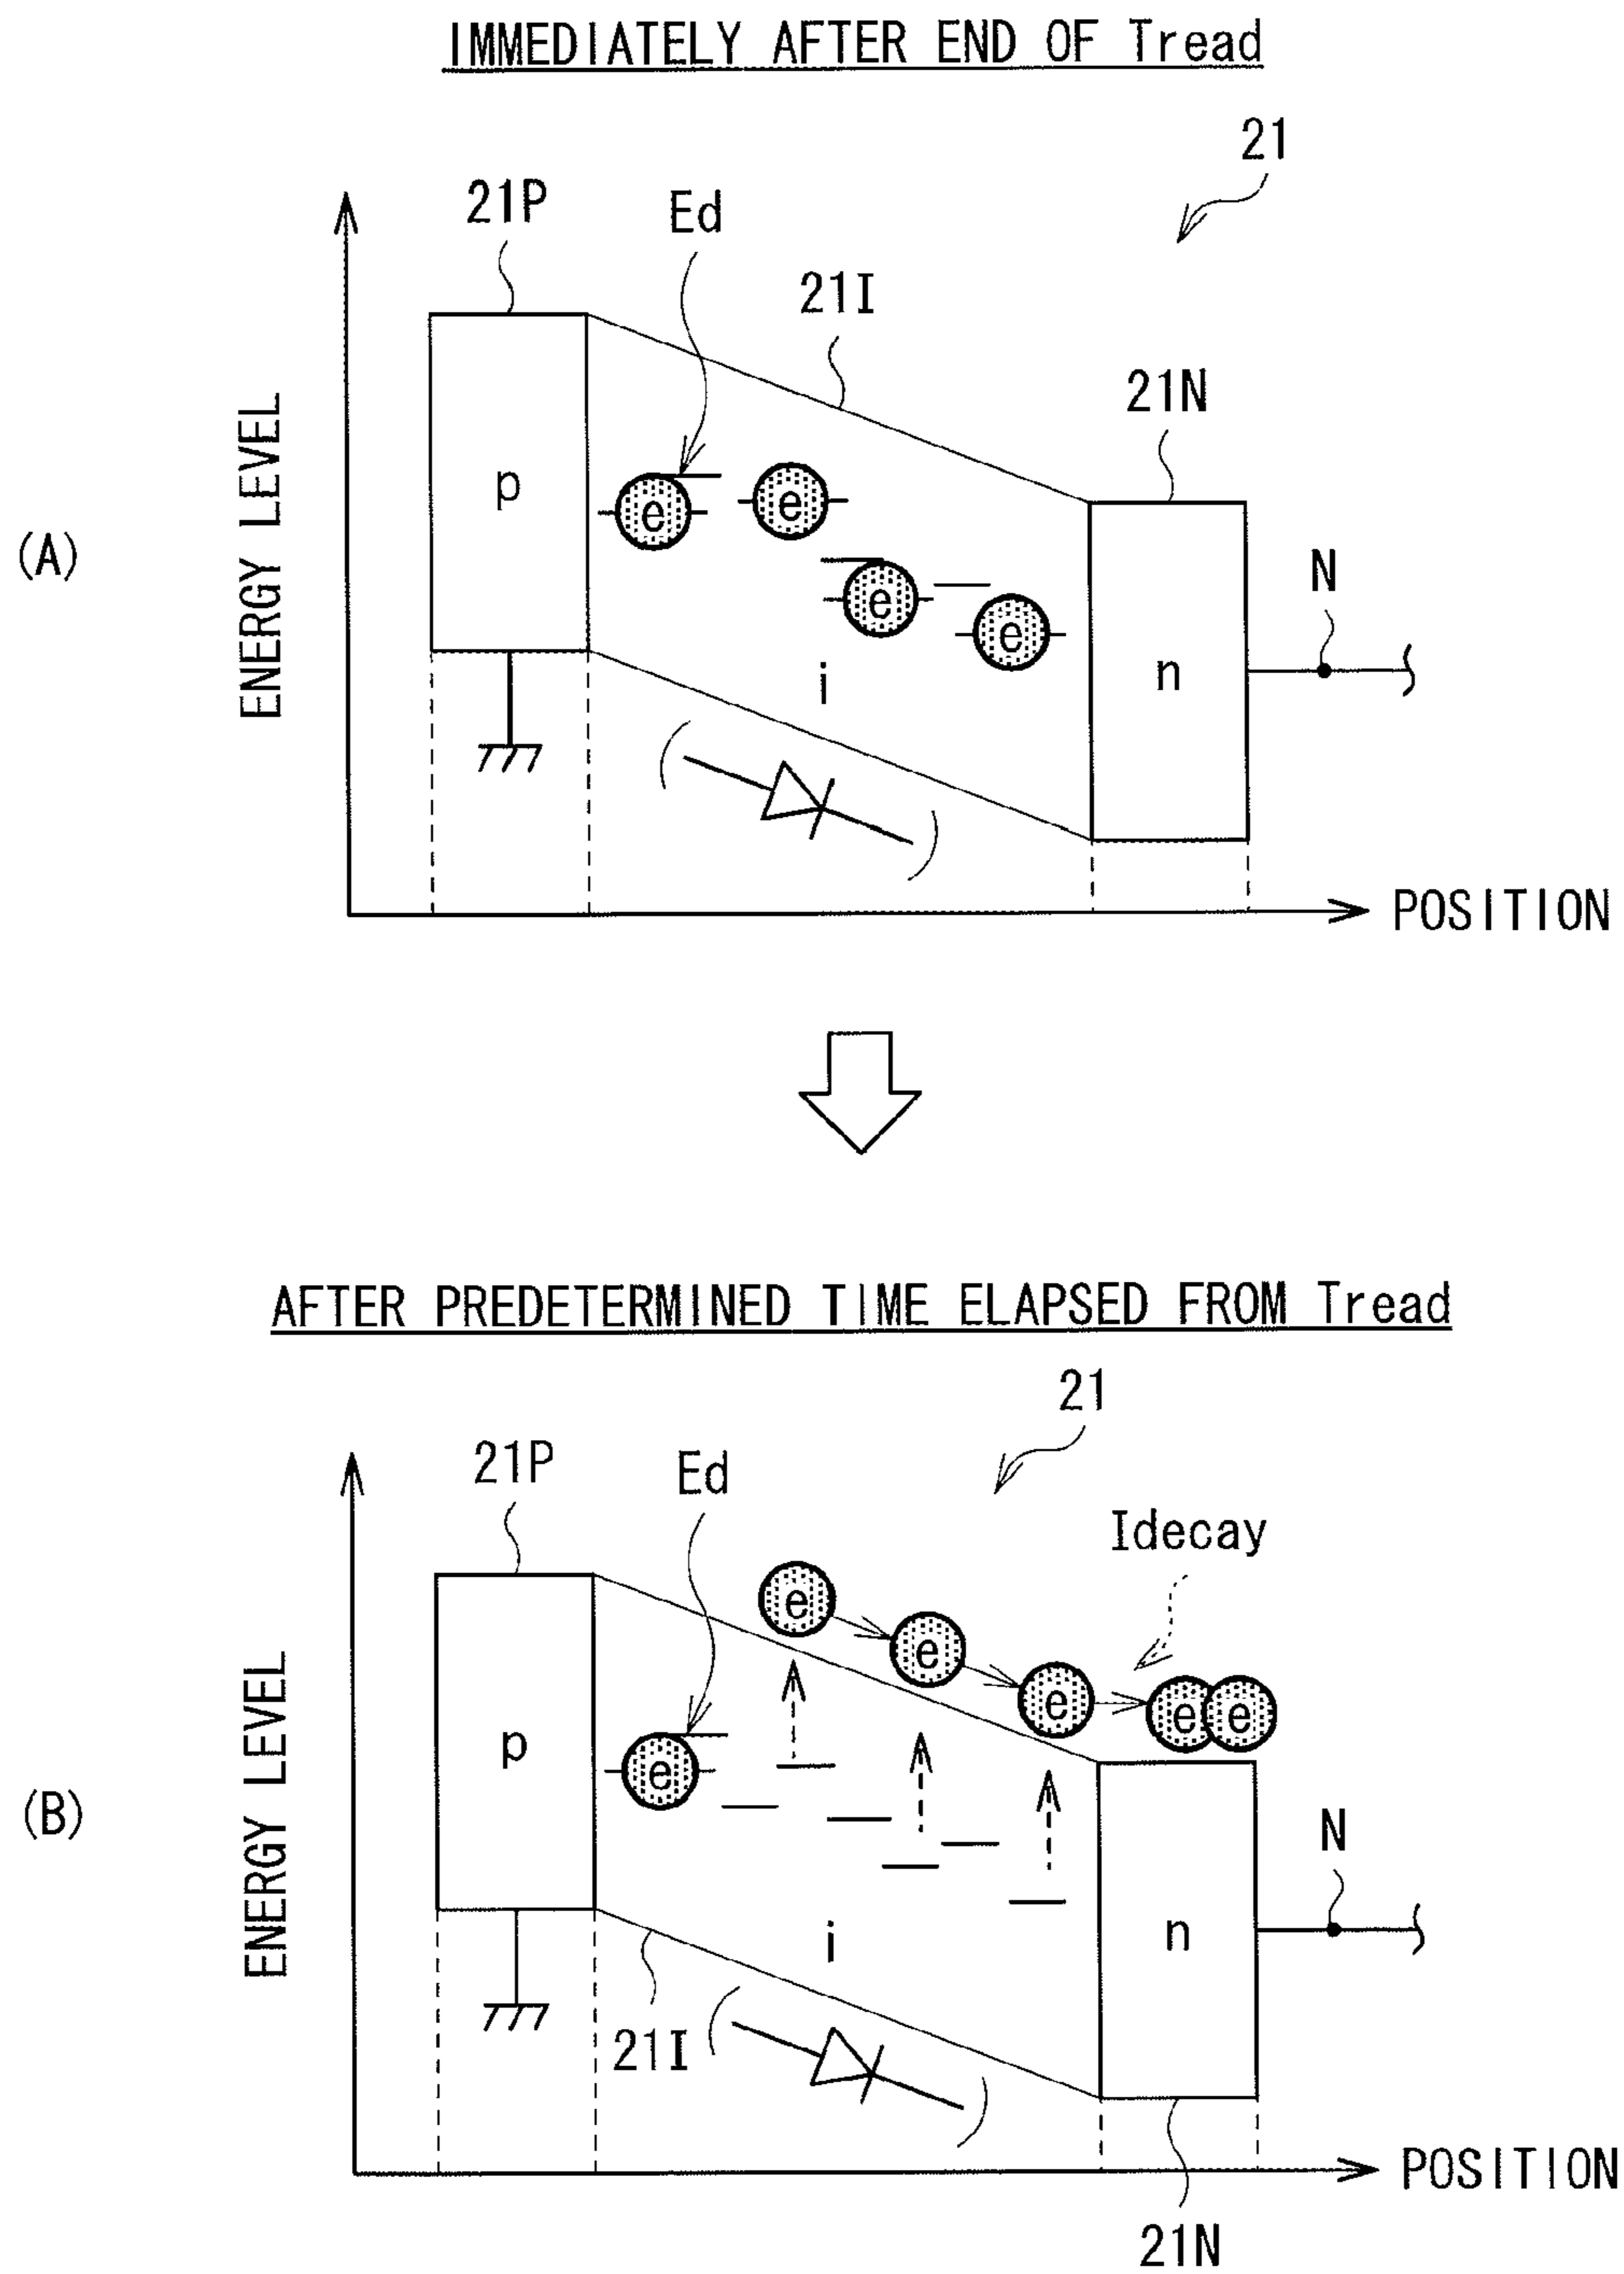 IMMEDIATELY AFTER END OF Tread
21
21P
Ed
21I
21N
(A)
ENERGY LEVEL
p
e
e
e
e
i
n
N
POSITION
AFTER PREDETERMINED TIME ELAPSED FROM Tread
21
21P
Ed
Idecay
(B)
ENERGY LEVEL
p
e
e
e
e
e e
i
n
N
21I
POSITION
21N